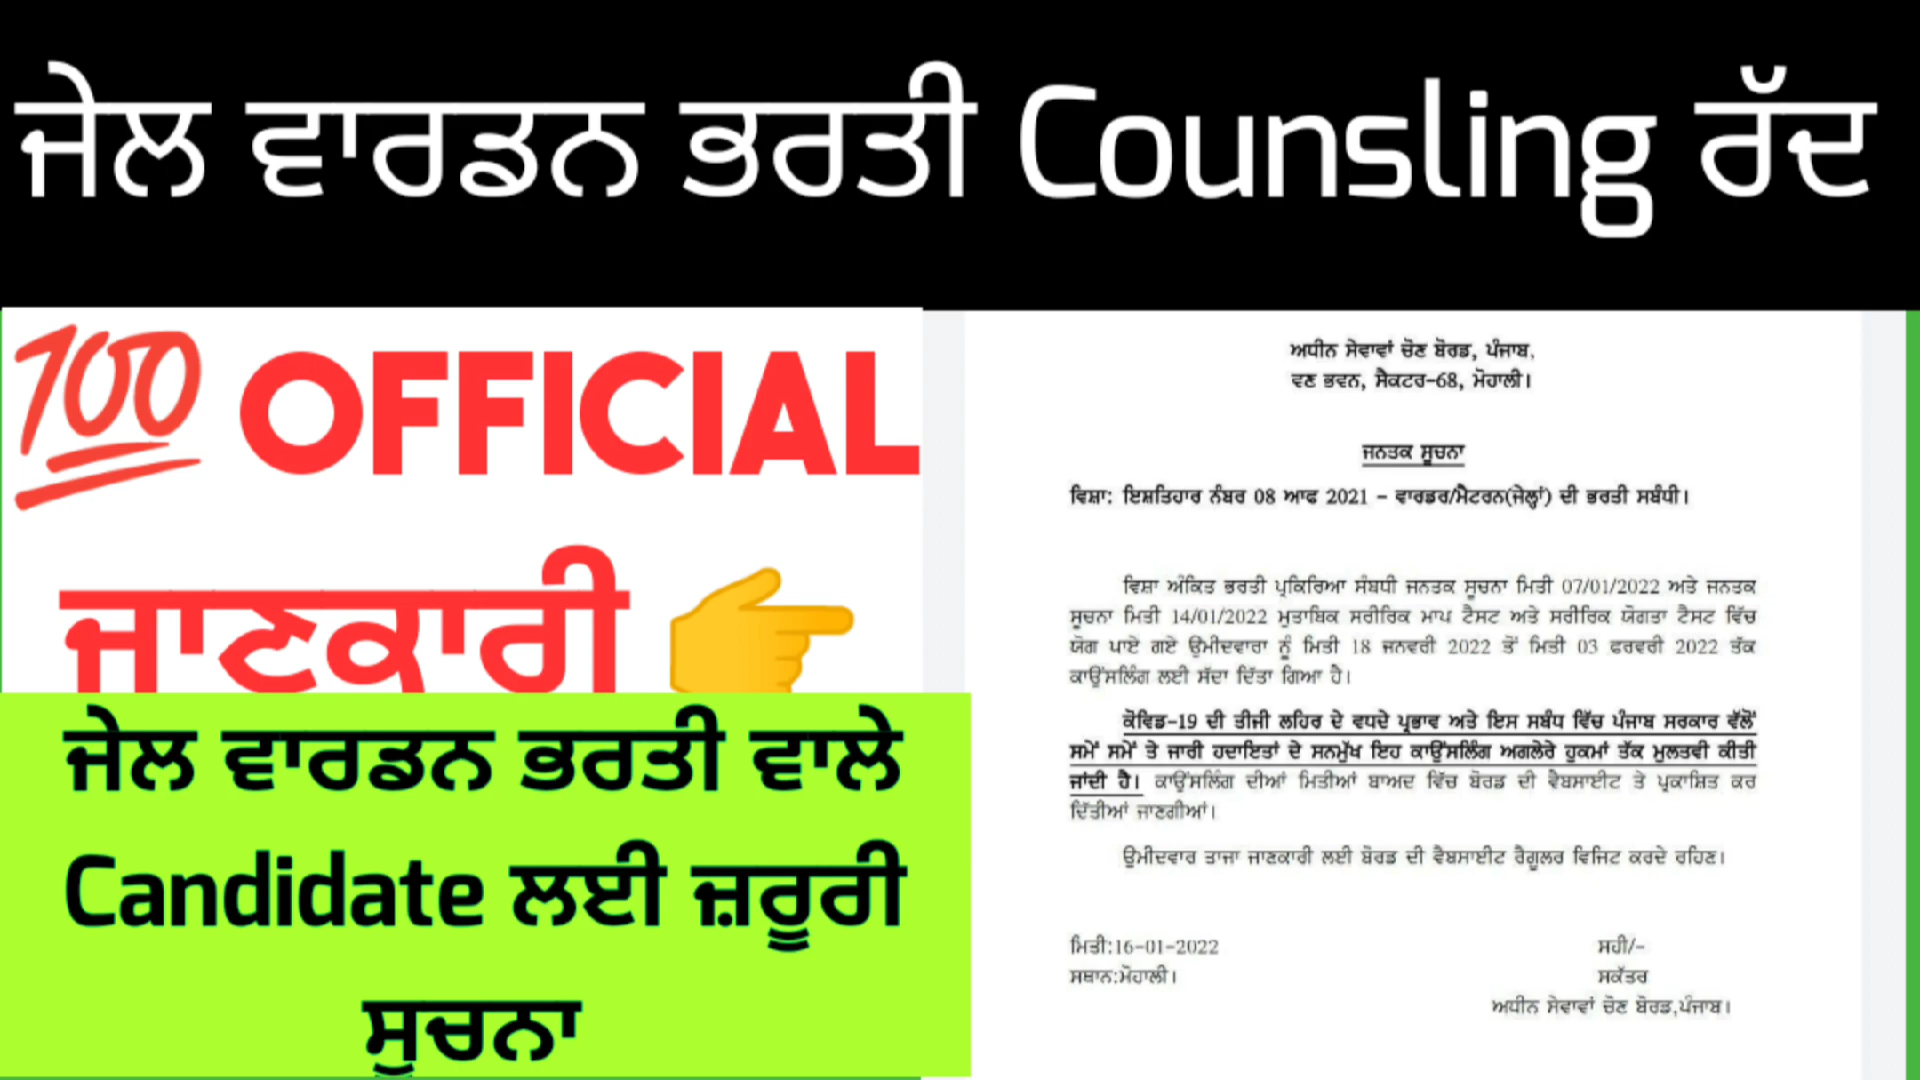 ਜੇਲ ਵਾਰਡਨ ਭਰਤੀ Counsling ਰੱਦ
💯 OFFICIAL
ਜਾਣਕਾਰੀ 👉
ਜੇਲ ਵਾਰਡਨ ਭਰਤੀ ਵਾਲੇ
Candidate ਲਈ ਜ਼ਰੂਰੀ
ਸੂਚਨਾ
ਅਧੀਨ ਸੇਵਾਵਾਂ ਚੋਣ ਬੋਰਡ, ਪੰਜਾਬ,
ਵਣ ਭਵਨ, ਸੈਕਟਰ-68, ਮੋਹਾਲੀ।
ਜਨਤਕ ਸੂਚਨਾ
ਵਿਸ਼ਾ: ਇਸ਼ਤਿਹਾਰ ਨੰਬਰ 08 ਆਫ 2021 - ਵਾਰਡਰ/ਮੈਟਰਨ(ਜੇਲ੍ਹਾਂ) ਦੀ ਭਰਤੀ ਸਬੰਧੀ।
ਵਿਸ਼ਾ ਅੰਕਿਤ ਭਰਤੀ ਪ੍ਰਕਿਰਿਆ ਸੰਬਧੀ ਜਨਤਕ ਸੂਚਨਾ ਮਿਤੀ 07/01/2022 ਅਤੇ ਜਨਤਕ
ਸੂਚਨਾ ਮਿਤੀ 14/01/2022 ਮੁਤਾਬਿਕ ਸਰੀਰਿਕ ਮਾਪ ਟੈਸਟ ਅਤੇ ਸਰੀਰਿਕ ਯੋਗਤਾ ਟੈਸਟ ਵਿੱਚ
ਯੋਗ ਪਾਏ ਗਏ ਉਮੀਦਵਾਰਾ ਨੂੰ ਮਿਤੀ 18 ਜਨਵਰੀ 2022 ਤੋਂ ਮਿਤੀ 03 ਫਰਵਰੀ 2022 ਤੱਕ
ਕਾਉਂਸਲਿੰਗ ਲਈ ਸੱਦਾ ਦਿੱਤਾ ਗਿਆ ਹੈ।
ਕੋਵਿਡ-19 ਦੀ ਤੀਜੀ ਲਹਿਰ ਦੇ ਵਧਦੇ ਪ੍ਰਭਾਵ ਅਤੇ ਇਸ ਸਬੰਧ ਵਿੱਚ ਪੰਜਾਬ ਸਰਕਾਰ ਵੱਲੋਂ
ਸਮੇਂ ਸਮੇਂ ਤੇ ਜਾਰੀ ਹਦਾਇਤਾਂ ਦੇ ਸਨਮੁੱਖ ਇਹ ਕਾਉਂਸਲਿੰਗ ਅਗਲੇਰੇ ਹੁਕਮਾਂ ਤੱਕ ਮੁਲਤਵੀ ਕੀਤੀ
ਜਾਂਦੀ ਹੈ। ਕਾਉਂਸਲਿੰਗ ਦੀਆਂ ਮਿਤੀਆਂ ਬਾਅਦ ਵਿੱਚ ਬੋਰਡ ਦੀ ਵੈਬਸਾਈਟ ਤੇ ਪ੍ਰਕਾਸ਼ਿਤ ਕਰ
ਦਿੱਤੀਆਂ ਜਾਣਗੀਆਂ।
ਉਮੀਦਵਾਰ ਤਾਜਾ ਜਾਣਕਾਰੀ ਲਈ ਬੋਰਡ ਦੀ ਵੈਬਸਾਈਟ ਰੈਗੂਲਰ ਵਿਜਿਟ ਕਰਦੇ ਰਹਿਣ।
ਮਿਤੀ:16-01-2022
ਸਥਾਨ:ਮੋਹਾਲੀ।
ਸਹੀ/-
ਸਕੱਤਰ
ਅਧੀਨ ਸੇਵਾਵਾਂ ਚੋਣ ਬੋਰਡ,ਪੰਜਾਬ।